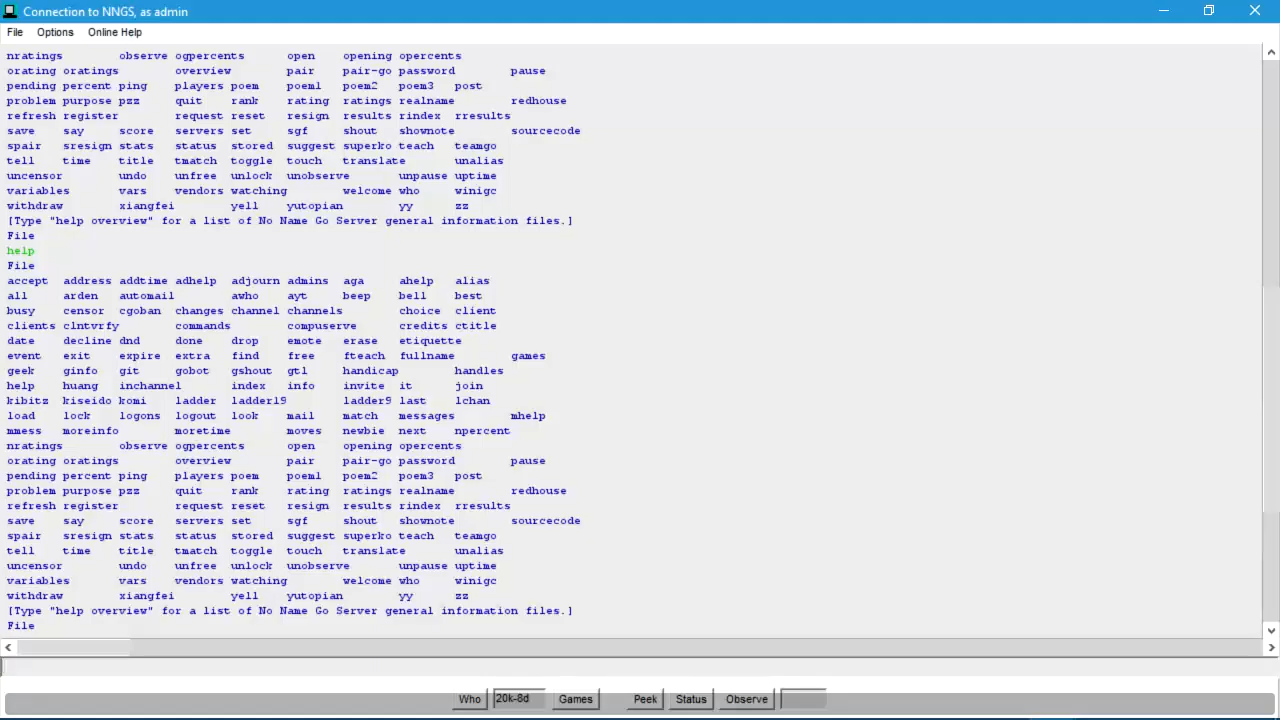 Connection to NNGS, as admin
File Options Online Help
nratings observe ogpercents open opening opercents
orating oratings overview pair pair-go password pause
pending percent ping players poem poem1 poem2 poem3 post
problem purpose pzz quit rank rating ratings realname redhouse
refresh register request reset resign results rindex rresults
save say score servers set sgf shout shownote sourcecode
spair sresign stats status stored suggest superko teach teamgo
tell time title tmatch toggle touch translate unalias
uncensor undo unfree unlock unobserve unpause uptime
variables vars vendors watching welcome who winigc
withdraw xiangfei yell yutopian yy zz
[Type "help overview" for a list of No Name Go Server general information files.]
File
help
File
accept address addtime adhelp adjourn admins aga ahelp alias
all arden automail awho ayt beep bell best
busy censor cgoban changes channel channels choice client
clients clntvrfy commands compuserve credits ctitle
date decline dnd done drop emote erase etiquette
event exit expire extra find free fteach fullname games
geek ginfo git gobot gshout gtl handicap handles
help huang inchannel index info invite it join
kibitz kiseido komi ladder ladder19 ladder9 last lchan
load lock logons logout look mail match messages mhelp
mmess moreinfo moretime moves newbie next npercent
nratings observe ogpercents open opening opercents
orating oratings overview pair pair-go password pause
pending percent ping players poem poem1 poem2 poem3 post
problem purpose pzz quit rank rating ratings realname redhouse
refresh register request reset resign results rindex rresults
save say score servers set sgf shout shownote sourcecode
spair sresign stats status stored suggest superko teach teamgo
tell time title tmatch toggle touch translate unalias
uncensor undo unfree unlock unobserve unpause uptime
variables vars vendors watching welcome who winigc
withdraw xiangfei yell yutopian yy zz
[Type "help overview" for a list of No Name Go Server general information files.]
File
Who 20k-8d Games Peek Status Observe